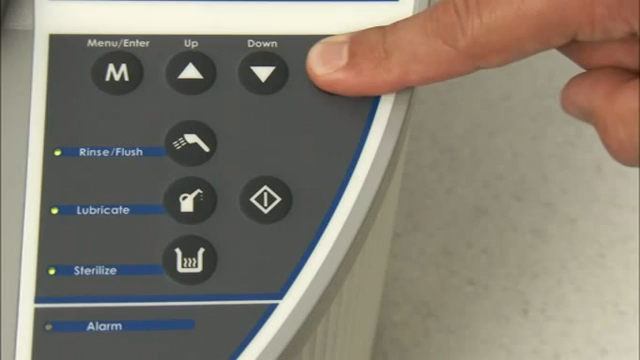 Menu/Enter Up Down
M
Rinse/Flush
Lubricate
Sterilize
Alarm